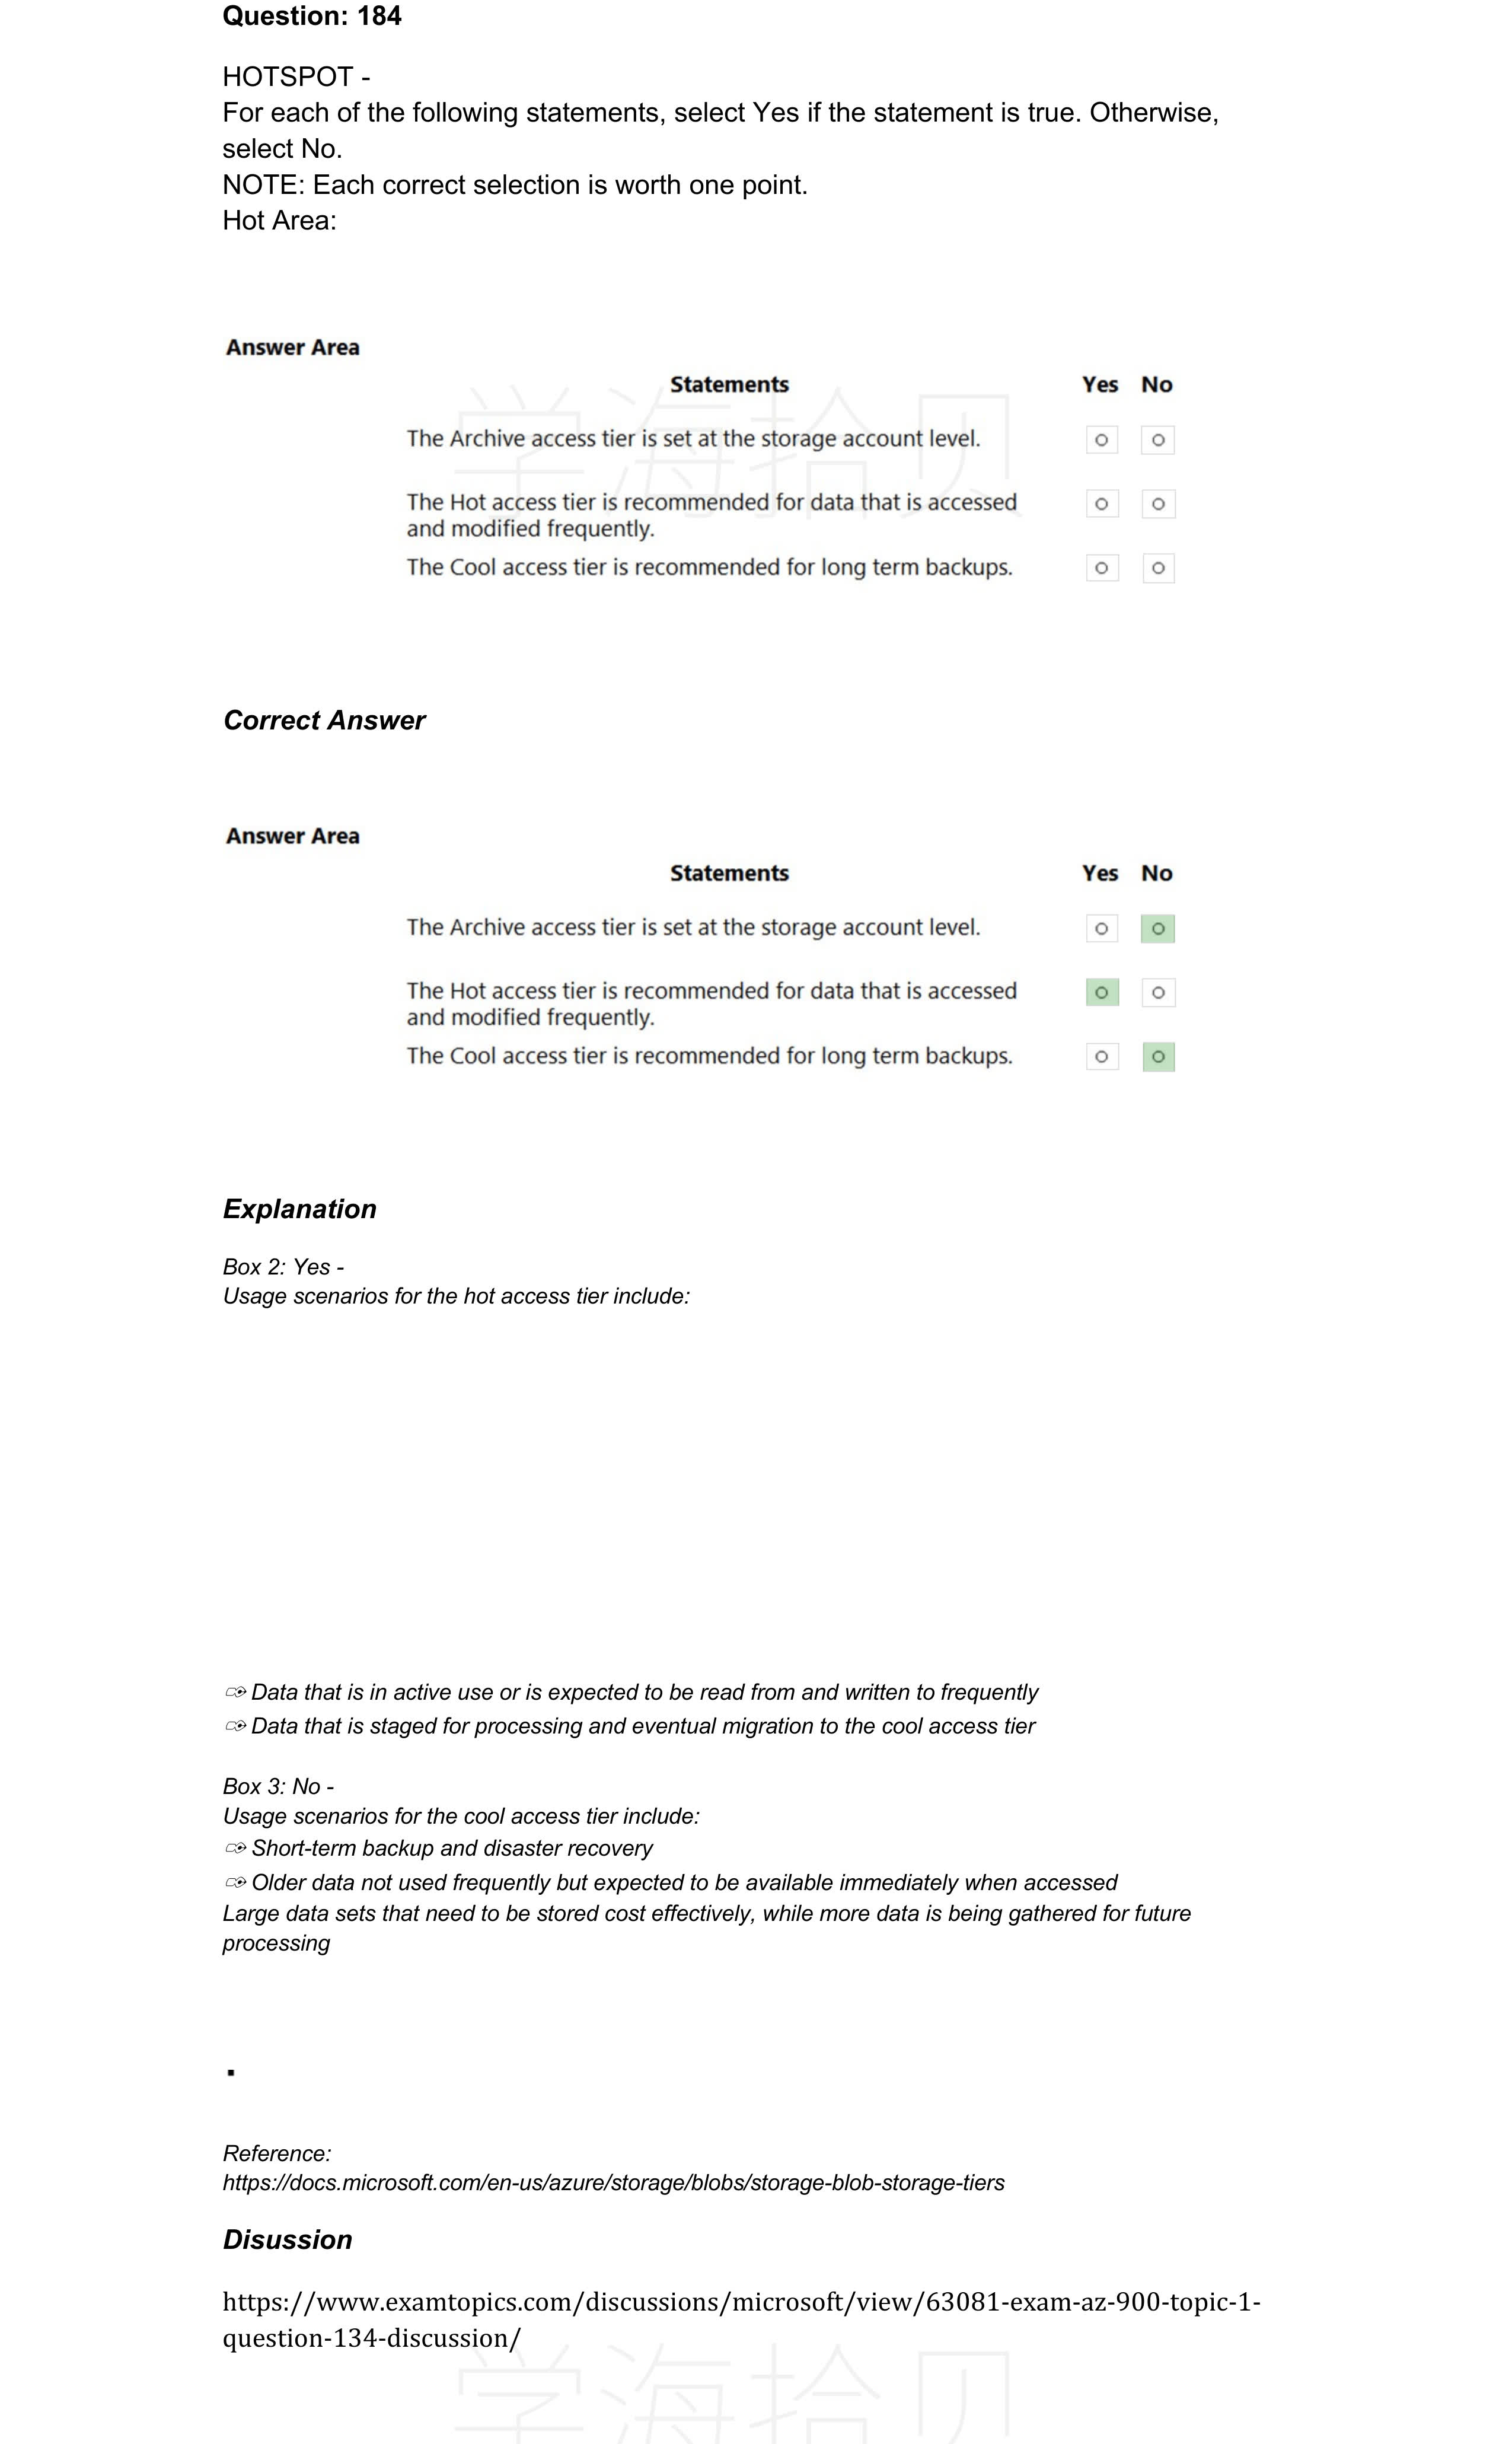 Question: 184
HOTSPOT -
For each of the following statements, select Yes if the statement is true. Otherwise,
select No.
NOTE: Each correct selection is worth one point.
Hot Area:
Answer Area
Statements Yes No
The Archive access tier is set at the storage account level.
The Hot access tier is recommended for data that is accessed
and modified frequently.
The Cool access tier is recommended for long term backups.
学海拾贝
Correct Answer
Answer Area
Statements Yes No
The Archive access tier is set at the storage account level.
The Hot access tier is recommended for data that is accessed
and modified frequently.
The Cool access tier is recommended for long term backups.
Explanation
Box 2: Yes -
Usage scenarios for the hot access tier include:
Data that is in active use or is expected to be read from and written to frequently
Data that is staged for processing and eventual migration to the cool access tier
Box 3: No -
Usage scenarios for the cool access tier include:
Short-term backup and disaster recovery
Older data not used frequently but expected to be available immediately when accessed
Large data sets that need to be stored cost effectively, while more data is being gathered for future
processing
.
Reference:
https://docs.microsoft.com/en-us/azure/storage/blobs/storage-blob-storage-tiers
Disussion
https://www.examtopics.com/discussions/microsoft/view/63081-exam-az-900-topic-1-
question-134-discussion/
学海拾贝